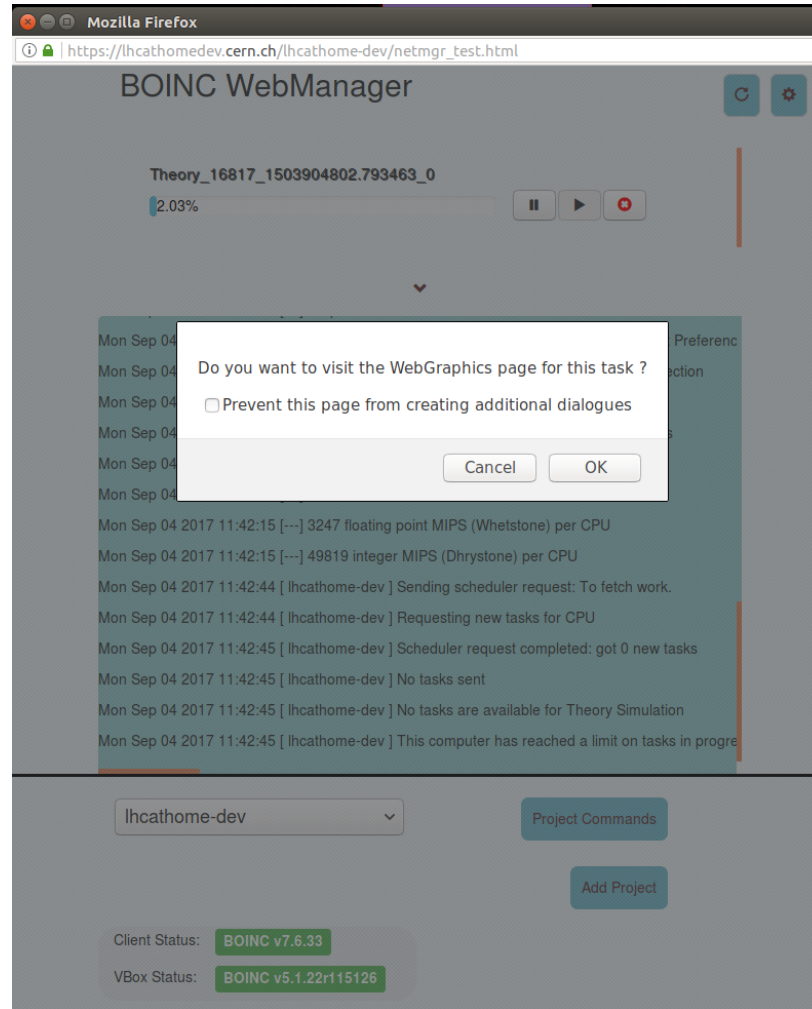 Mozilla Firefox
https://lhcathomedev.cern.ch/lhcathome-dev/netmgr_test.html
BOINC WebManager
Theory_16817_1503904802.793463_0
2.03%
Mon Sep 04 Preferenc
Mon Sep 04 ection
Mon Sep 04
Mon Sep 04 s
Mon Sep 04
Mon Sep 04
Do you want to visit the WebGraphics page for this task ?
Prevent this page from creating additional dialogues
Cancel OK
Mon Sep 04 2017 11:42:15 [---] 3247 floating point MIPS (Whetstone) per CPU
Mon Sep 04 2017 11:42:15 [---] 49819 integer MIPS (Dhrystone) per CPU
Mon Sep 04 2017 11:42:44 [ lhcathome-dev ] Sending scheduler request: To fetch work.
Mon Sep 04 2017 11:42:44 [ lhcathome-dev ] Requesting new tasks for CPU
Mon Sep 04 2017 11:42:45 [ lhcathome-dev ] Scheduler request completed: got 0 new tasks
Mon Sep 04 2017 11:42:45 [ lhcathome-dev ] No tasks sent
Mon Sep 04 2017 11:42:45 [ lhcathome-dev ] No tasks are available for Theory Simulation
Mon Sep 04 2017 11:42:45 [ lhcathome-dev ] This computer has reached a limit on tasks in progre
lhcathome-dev
Project Commands
Add Project
Client Status: BOINC v7.6.33
VBox Status: BOINC v5.1.22r115126